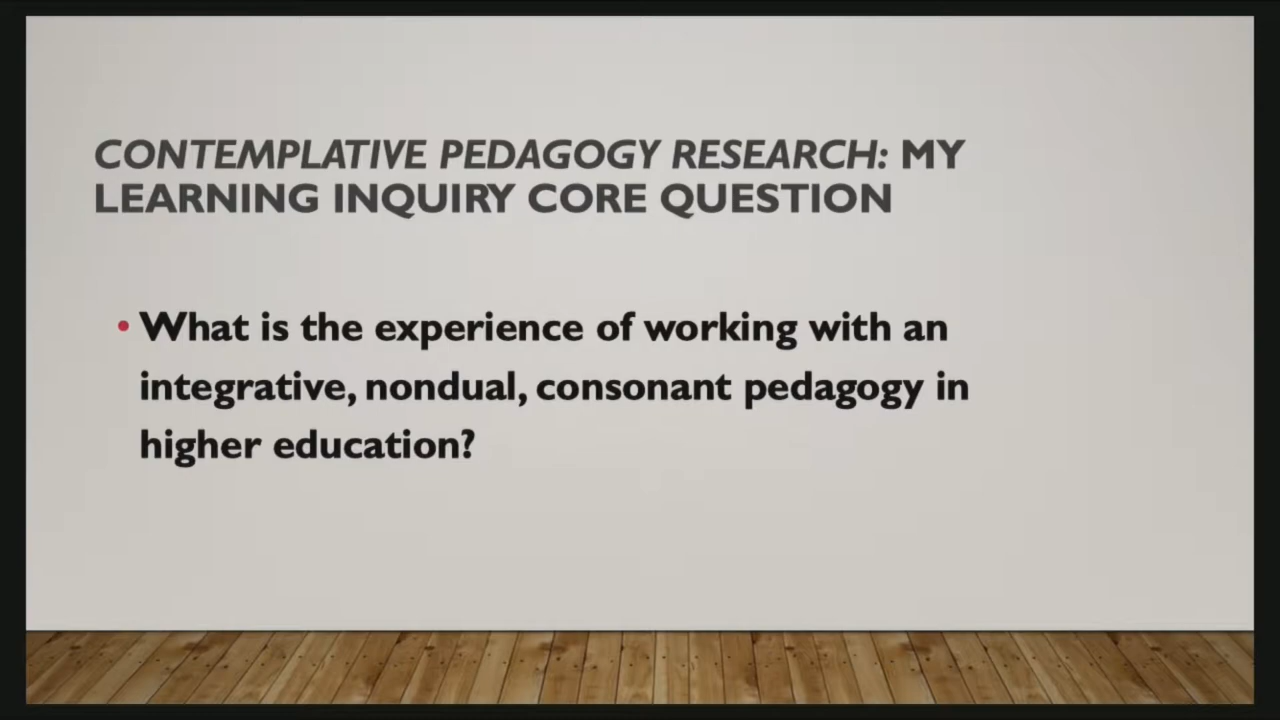 CONTEMPLATIVE PEDAGOGY RESEARCH: MY
LEARNING INQUIRY CORE QUESTION
• What is the experience of working with an
integrative, nondual, consonant pedagogy in
higher education?